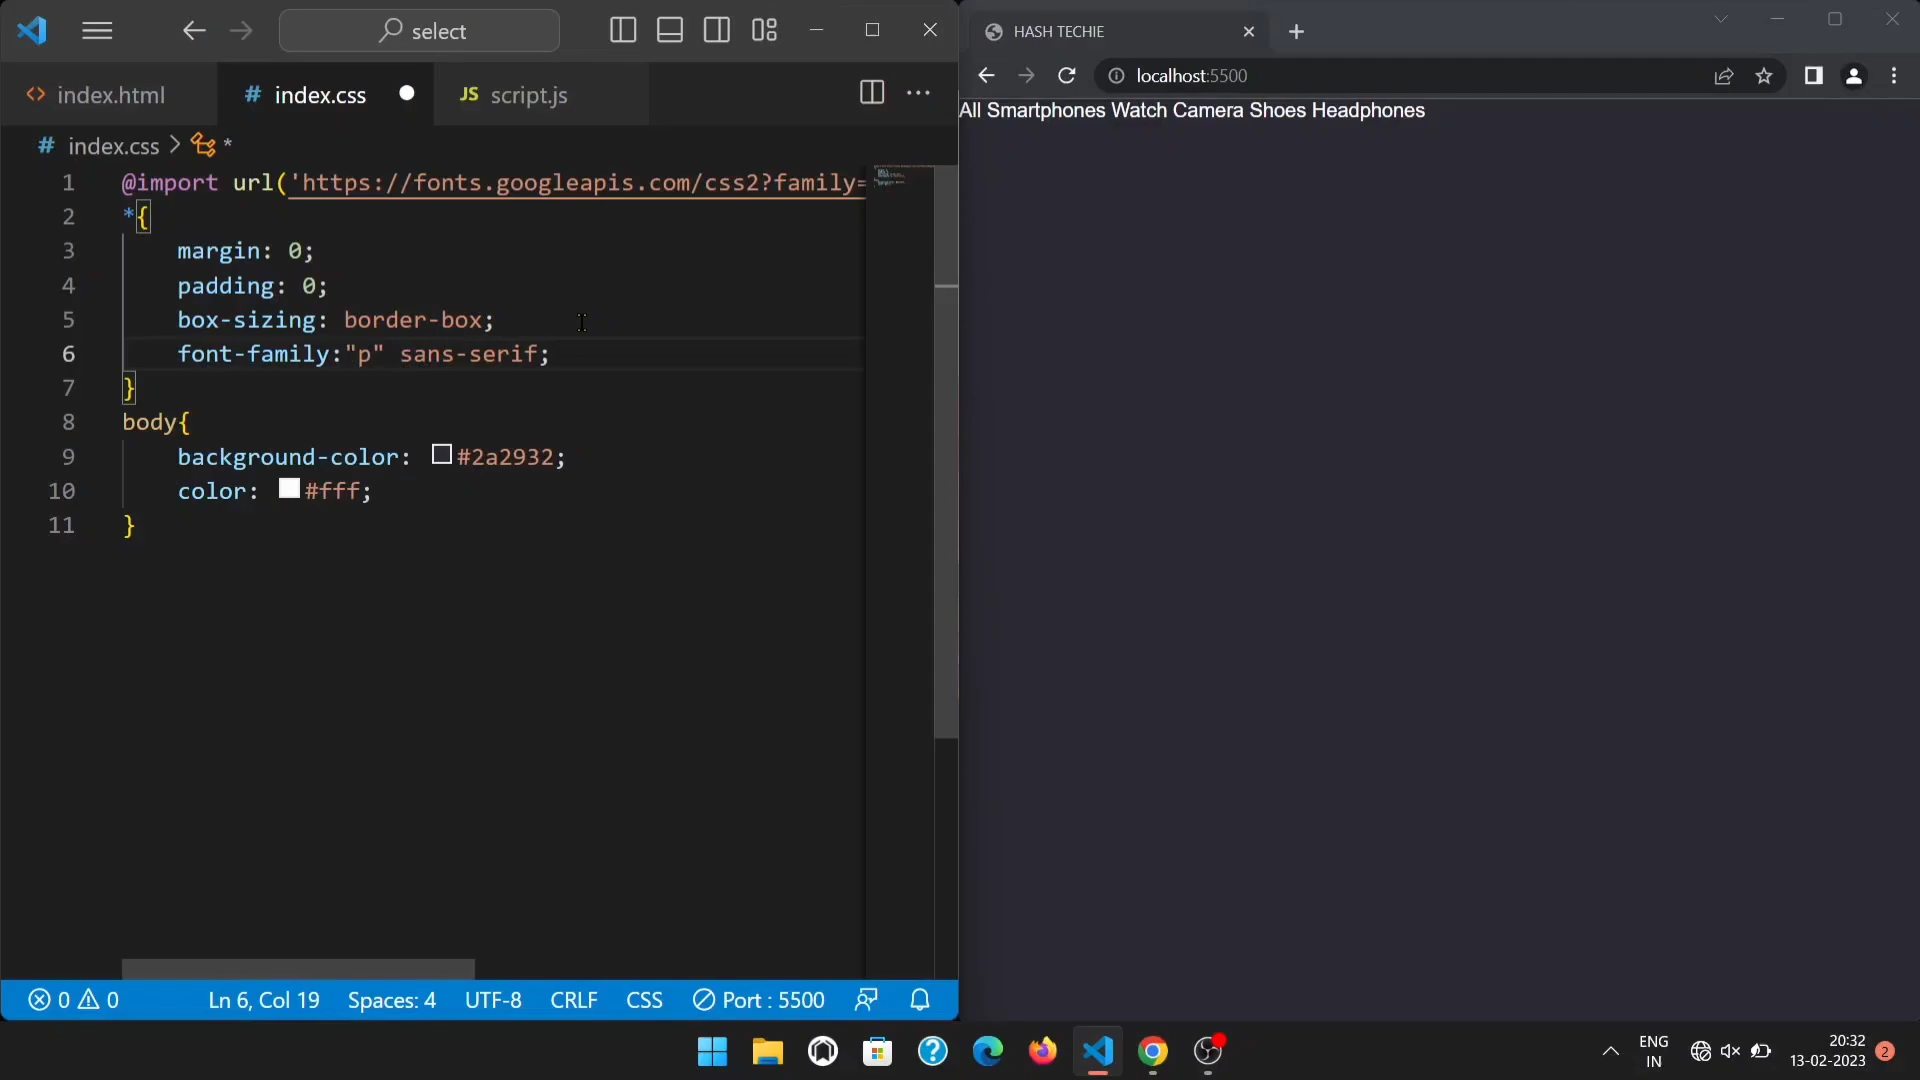 select
index.html
# index.css
JS script.js
# index.css > *
1 @import url('https://fonts.googleapis.com/css2?family=
2 *{
3 margin: 0;
4 padding: 0;
5 box-sizing: border-box;
6 font-family:"p" sans-serif;
7 }
8 body{
9 background-color: #2a2932;
10 color: #fff;
11 }
0 0 Ln 6, Col 19 Spaces: 4 UTF-8 CRLF CSS Port : 5500
HASH TECHIE
localhost:5500
All Smartphones Watch Camera Shoes Headphones
ENG
IN
20:32
13-02-2023
2